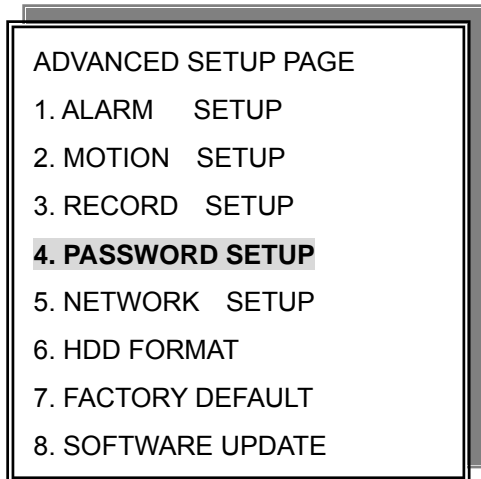 ADVANCED SETUP PAGE
1. ALARM SETUP
2. MOTION SETUP
3. RECORD SETUP
4. PASSWORD SETUP
5. NETWORK SETUP
6. HDD FORMAT
7. FACTORY DEFAULT
8. SOFTWARE UPDATE